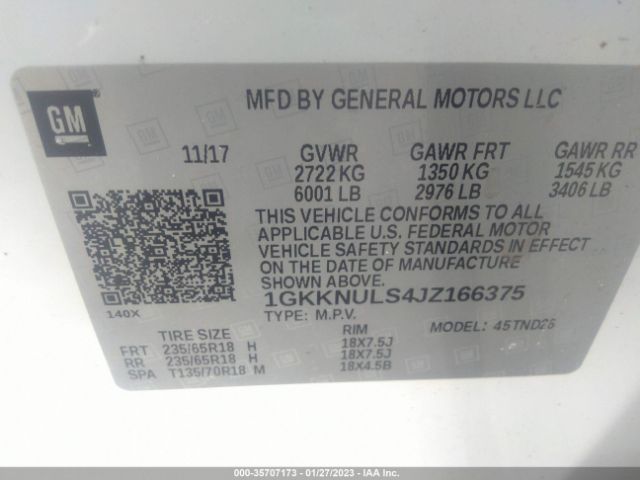 GM
MFD BY GENERAL MOTORS LLC
11/17 GVWR GAWR FRT GAWR RR
2722 KG 1350 KG 1545 KG
6001 LB 2976 LB 3406 LB
THIS VEHICLE CONFORMS TO ALL
APPLICABLE U.S. FEDERAL MOTOR
VEHICLE SAFETY STANDARDS IN EFFECT
ON THE DATE OF MANUFACTURE
SHOWN ABOVE.
140X
1GKKNULS4JZ166375
TYPE: M.P.V. MODEL: 45TND26
TIRE SIZE RIM
FRT 235/65R18 H 18X7.5J
RR 235/65R18 H 18X7.5J
SPA T135/70R18 M 18X4.5B
000-35707173 | 01/27/2023 | IAAI.COM